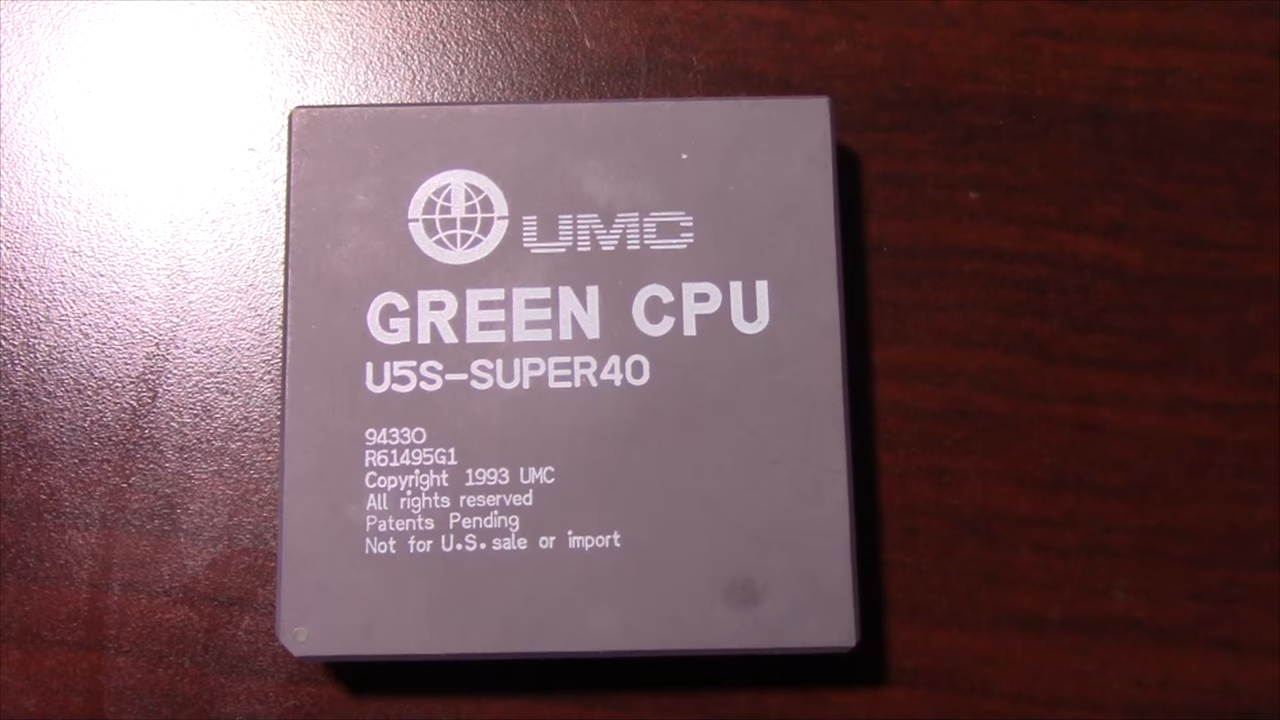 UMC
GREEN CPU
U5S-SUPER40
94330
R61495G1
Copyright 1993 UMC
All rights reserved
Patents Pending
Not for U.S. sale or import